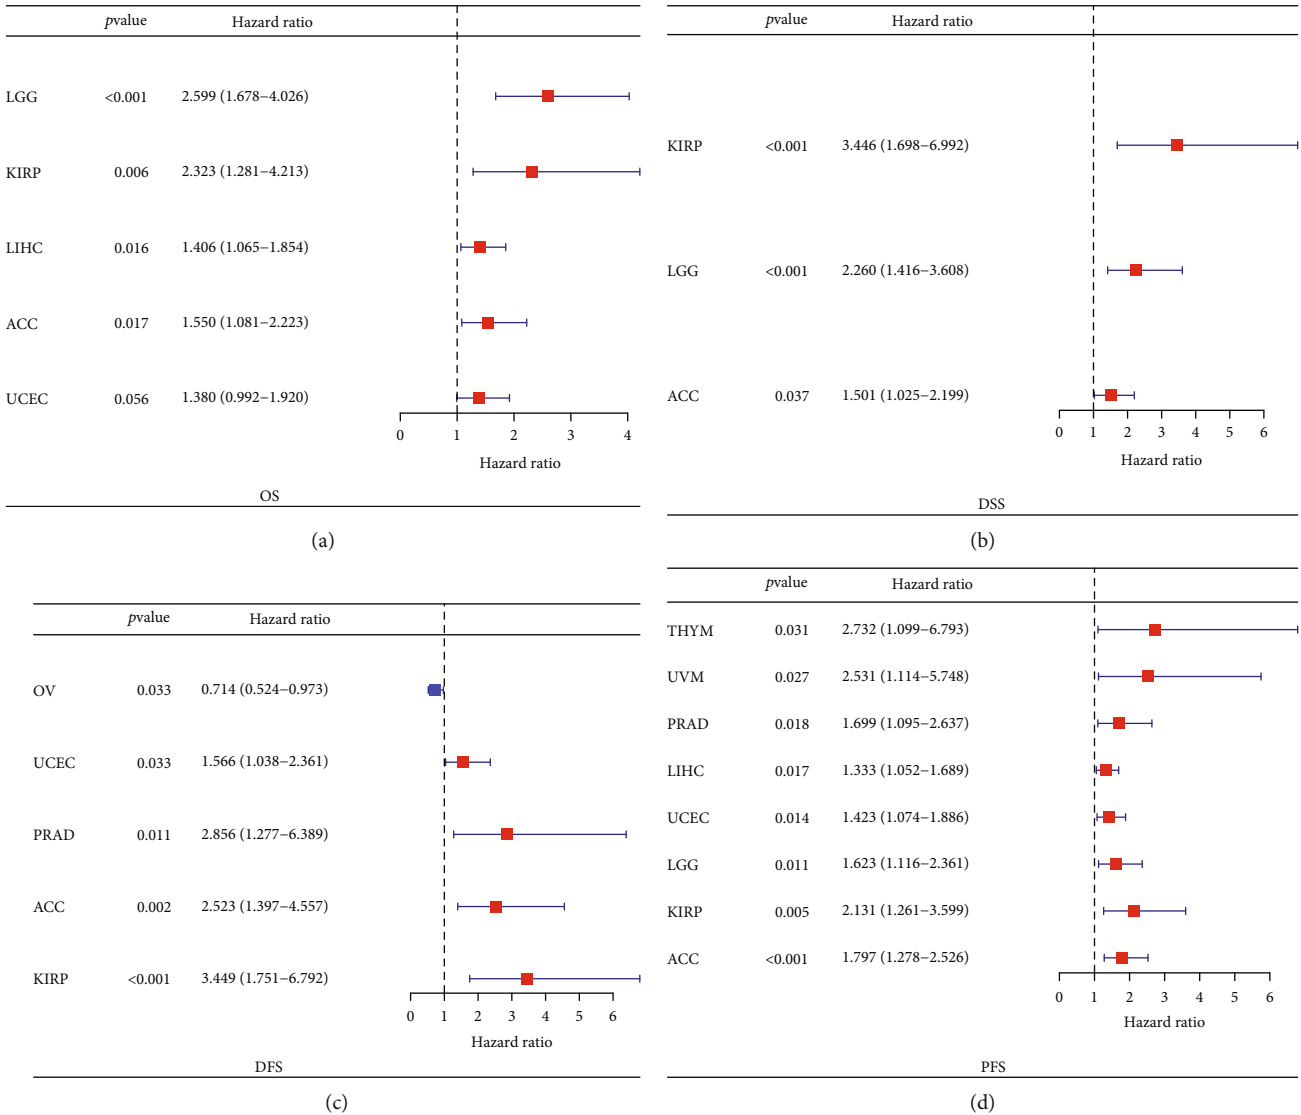 pvalue Hazard ratio
LGG <0.001 2.599 (1.678−4.026)
KIRP 0.006 2.323 (1.281−4.213)
LIHC 0.016 1.406 (1.065−1.854)
ACC 0.017 1.550 (1.081−2.223)
UCEC 0.056 1.380 (0.992−1.920)
0 1 2 3 4
Hazard ratio
OS
(a)
pvalue Hazard ratio
KIRP <0.001 3.446 (1.698−6.992)
LGG <0.001 2.260 (1.416−3.608)
ACC 0.037 1.501 (1.025−2.199)
0 1 2 3 4 5 6
Hazard ratio
DSS
(b)
pvalue Hazard ratio
OV 0.033 0.714 (0.524−0.973)
UCEC 0.033 1.566 (1.038−2.361)
PRAD 0.011 2.856 (1.277−6.389)
ACC 0.002 2.523 (1.397−4.557)
KIRP <0.001 3.449 (1.751−6.792)
0 1 2 3 4 5 6
Hazard ratio
DFS
(c)
pvalue Hazard ratio
THYM 0.031 2.732 (1.099−6.793)
UVM 0.027 2.531 (1.114−5.748)
PRAD 0.018 1.699 (1.095−2.637)
LIHC 0.017 1.333 (1.052−1.689)
UCEC 0.014 1.423 (1.074−1.886)
LGG 0.011 1.623 (1.116−2.361)
KIRP 0.005 2.131 (1.261−3.599)
ACC <0.001 1.797 (1.278−2.526)
0 1 2 3 4 5 6
Hazard ratio
PFS
(d)